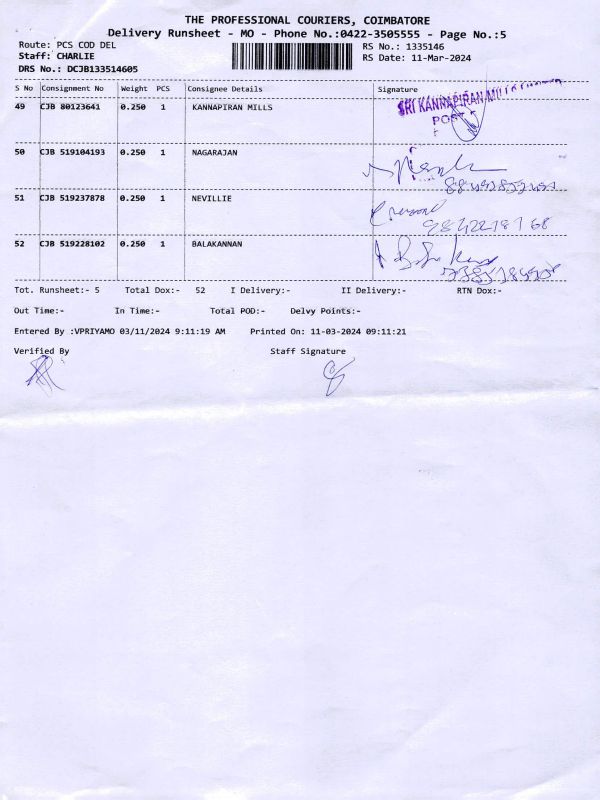 THE PROFESSIONAL COURIERS, COIMBATORE
Delivery Runsheet - MO - Phone No.:0422-3505555 - Page No.:5
Route: PCS COD DEL
RS No.: 1335146
Staff: CHARLIE
RS Date: 11-Mar-2024
DRS No.: DCJB133514605
S No Consignment No Weight PCS Consignee Details Signature
49 CJB 80123641 0.250 1 KANNAPIRAN MILLS
SRI KANNAPIRAN MILLS
POST
50 CJB 519104193 0.250 1 NAGARAJAN
51 CJB 519237878 0.250 1 NEVILLIE
52 CJB 519228102 0.250 1 BALAKANNAN
Tot. Runsheet:- 5 Total Dox:- 52 I Delivery:- II Delivery:- RTN Dox:-
Out Time:- In Time:- Total POD:- Delvy Points:-
Entered By :VPRIYAMO 03/11/2024 9:11:19 AM Printed On: 11-03-2024 09:11:21
Verified By Staff Signature